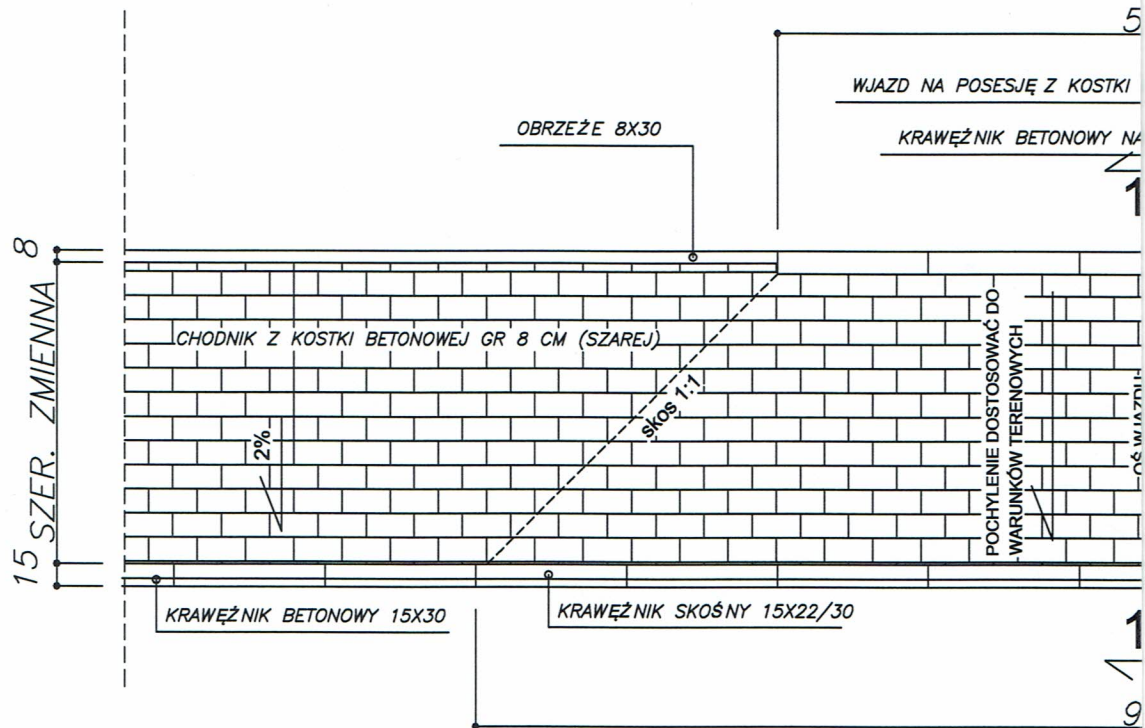 5
WJAZD NA POSESJĘ Z KOSTKI
OBRZEŻE 8X30
KRAWĘŻNIK BETONOWY NA
1
8
SZER. ZMIENNA
15
CHODNIK Z KOSTKI BETONOWEJ GR 8 CM (SZAREJ)
2%
skos 1:1
POCHYLENIE DOSTOSOWAĆ DO
WARUNKÓW TERENOWYCH
KRAWĘŻNIK BETONOWY 15X30
KRAWĘŻNIK SKOŚNY 15X22/30
1
9